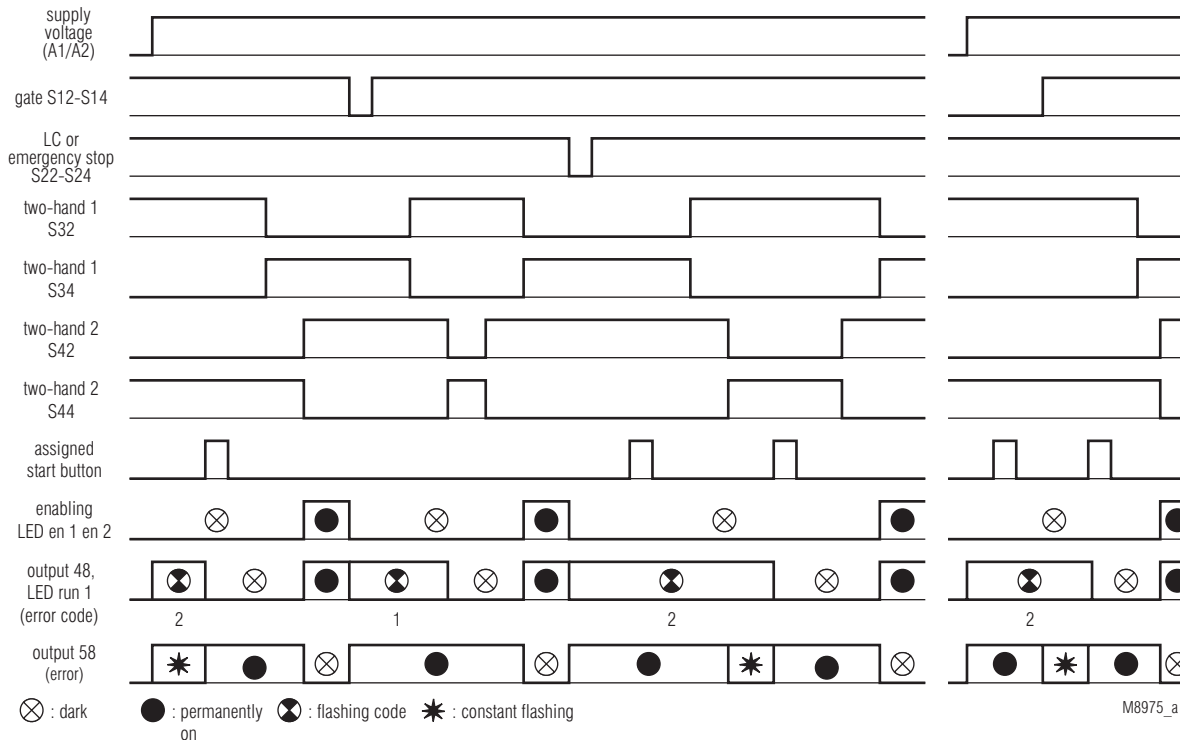 supply
voltage
(A1/A2)
gate S12-S14
LC or
emergency stop
S22-S24
two-hand 1
S32
two-hand 1
S34
two-hand 2
S42
two-hand 2
S44
assigned
start button
enabling
LED en 1 en 2
output 48,
LED run 1
(error code)
2
1
2
2
output 58
(error)
: dark
: permanently
on
: flashing code
: constant flashing
M8975_a